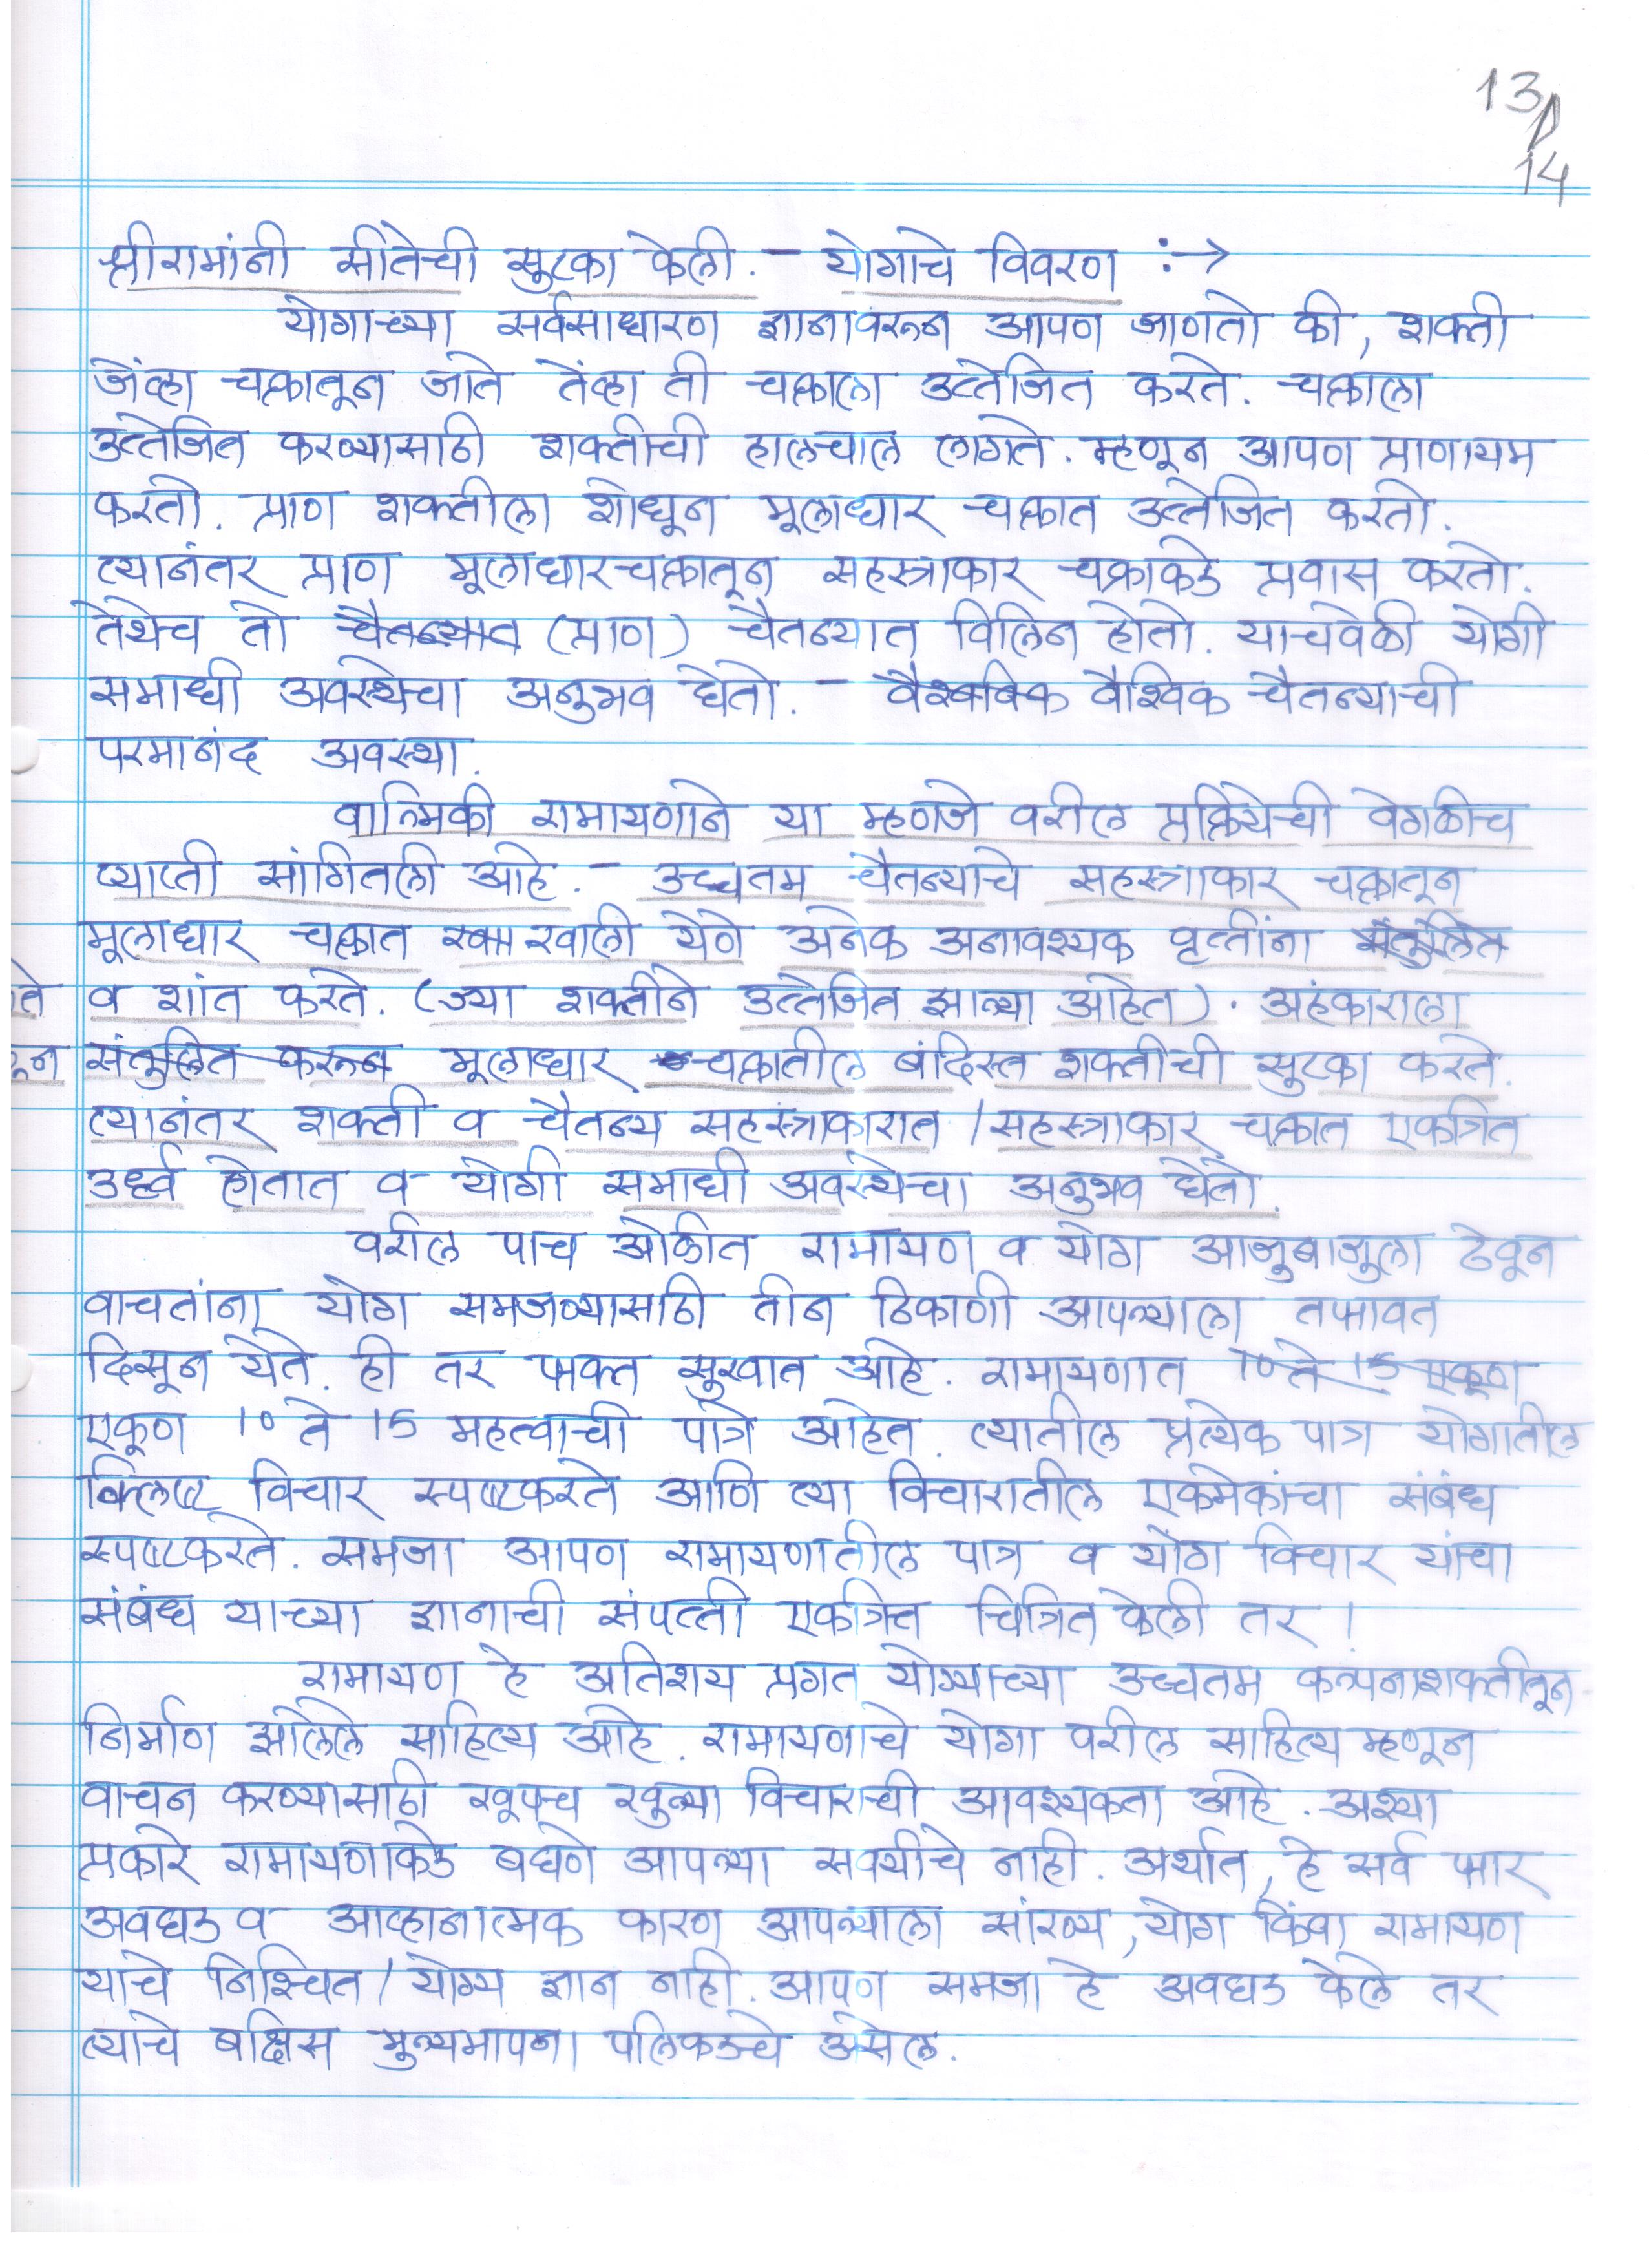 13
14
श्रीरामांनी सीतेची सुटका केली. - योगाचे विवरण :→
योगाच्या सर्वसाधारण ज्ञानावरून आपण जाणतो की, शक्ती
जेंव्हा चक्रातून जाते तेंव्हा ती चक्राला उत्तेजित करते. चक्राला
उत्तेजित करण्यासाठी शक्तीची हालचाल लागते. म्हणून आपण प्राणायम
करतो. प्राण शक्तीला शोधून मूलाधार चक्रात उत्तेजित करतो.
त्यानंतर प्राण मूलाधारचक्रातून सहस्त्राकार चक्राकडे प्रवास करतो.
तेथेच तो चैतन्यात (प्राण) चैतन्यात विलिन होतो. याचवेळी योगी
समाधी अवस्थेचा अनुभव घेतो. - वैश्विक चैतन्याची
परमानंद अवस्था.
वाल्मिकी रामायणाने या म्हणजे वरील प्रक्रियेची वेगळीच
व्याप्ती सांगितली आहे. - उच्चतम चैतन्याचे सहस्त्राकार चक्रातून
मूलाधार चक्रात खाली येणे अनेक अनावश्यक वृत्तींना संतुलित
ते व शांत करते. (ज्या शक्तीने उत्तेजित झाल्या आहेत). अहंकाराला
संतुलित करून मूलाधार चक्रातील बंदिस्त शक्तीची सुटका करते.
त्यानंतर शक्ती व चैतन्य सहस्त्राकारात / सहस्त्राकार चक्रात एकत्रित
उर्ध्व होतात व योगी समाधी अवस्थेचा अनुभव घेतो.
वरील पाच ओळीत रामायण व योग आजुबाजुला ठेवून
वाचतांना योग समजण्यासाठी तीन ठिकाणी आपल्याला तफावत
दिसून येते. ही तर फक्त सुरवात आहे. रामायणात 10 ते 15 एकूण
एकूण 10 ते 15 महत्वाची पात्रे आहेत. त्यातील प्रत्येक पात्र योगातील
क्लिष्ट विचार स्पष्टकरते आणि त्या विचारातील एकमेकांचा संबंध
स्पष्टकरते. समजा आपण रामायणातील पात्र व योग विचार यांचा
संबंध याच्या ज्ञानाची संपत्ती एकत्रित चित्रित केली तर !
रामायण हे अतिशय प्रगत योग्याच्या उच्चतम कल्पनाशक्तीतून
निर्माण झालेले साहित्य आहे. रामायणाचे योगा वरील साहित्य म्हणून
वाचन करण्यासाठी खूपच खुल्या विचाराची आवश्यकता आहे. अश्या
प्रकारे रामायणाकडे बघणे आपल्या सवयीचे नाही. अर्थात, हे सर्व फार
अवघड व आव्हानात्मक कारण आपल्याला सांख्य, योग किंवा रामायण
याचे निश्चित / योग्य ज्ञान नाही. आपण समजा हे अवघड केले तर
त्याचे बक्षिस मुल्यमापना पलिकडचे असेल.